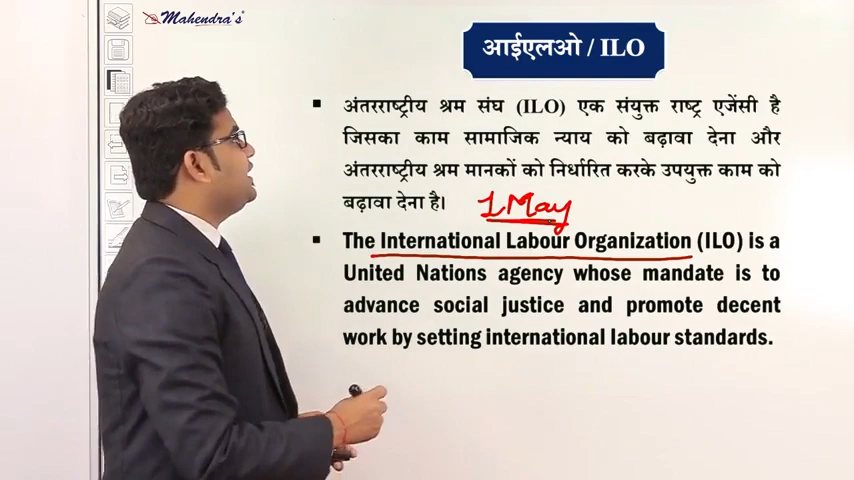 Mahendra's
आईएलओ / ILO
▪ अंतरराष्ट्रीय श्रम संघ (ILO) एक संयुक्त राष्ट्र एजेंसी है
जिसका काम सामाजिक न्याय को बढ़ावा देना और
अंतरराष्ट्रीय श्रम मानकों को निर्धारित करके उपयुक्त काम को
बढ़ावा देना है।
1 May
▪ The International Labour Organization (ILO) is a
United Nations agency whose mandate is to
advance social justice and promote decent
work by setting international labour standards.